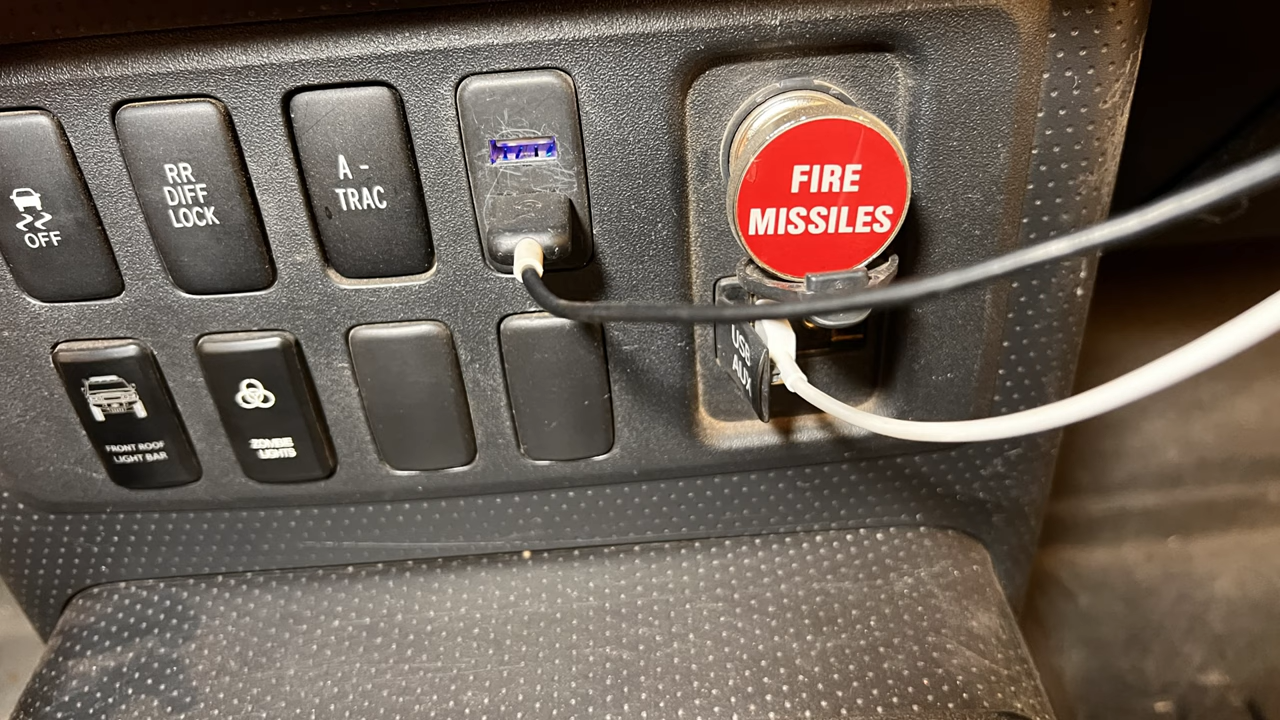 OFF
RR
DIFF
LOCK
A -
TRAC
FIRE
MISSILES
USB
AUX
FRONT ROOF
LIGHT BAR
ZOMBIE
LIGHTS